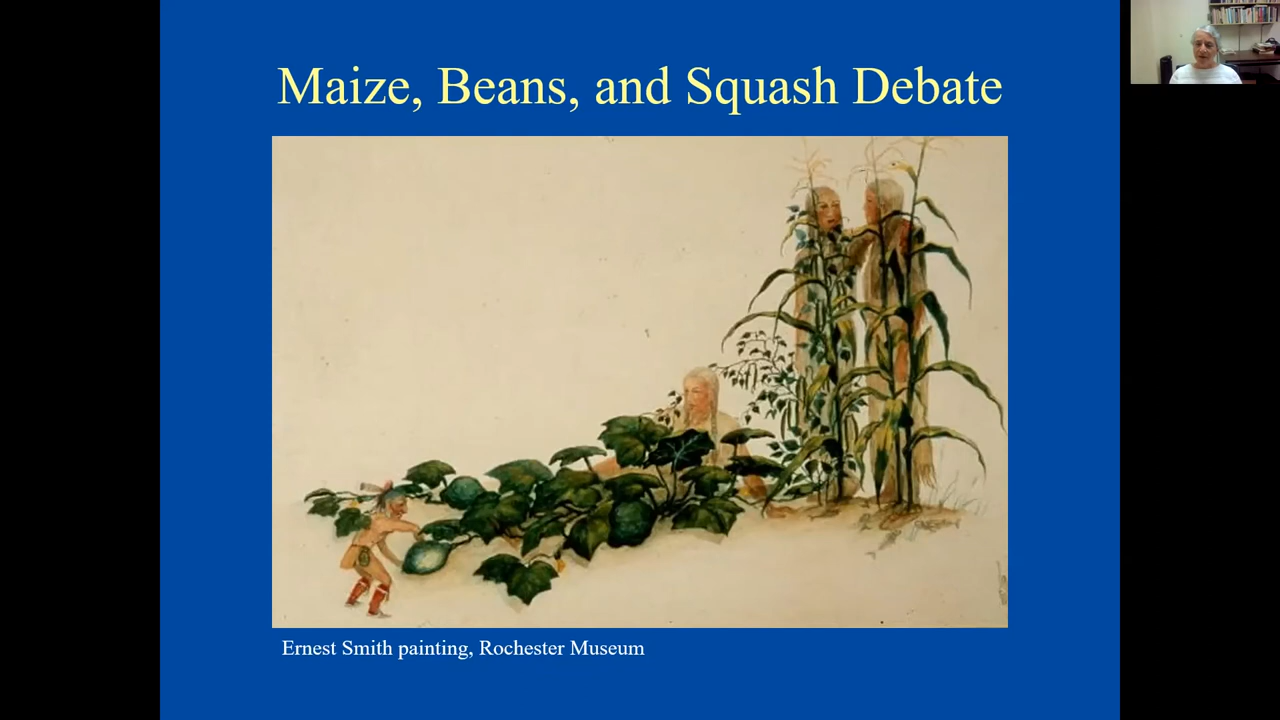 Maize, Beans, and Squash Debate
Ernest Smith painting, Rochester Museum